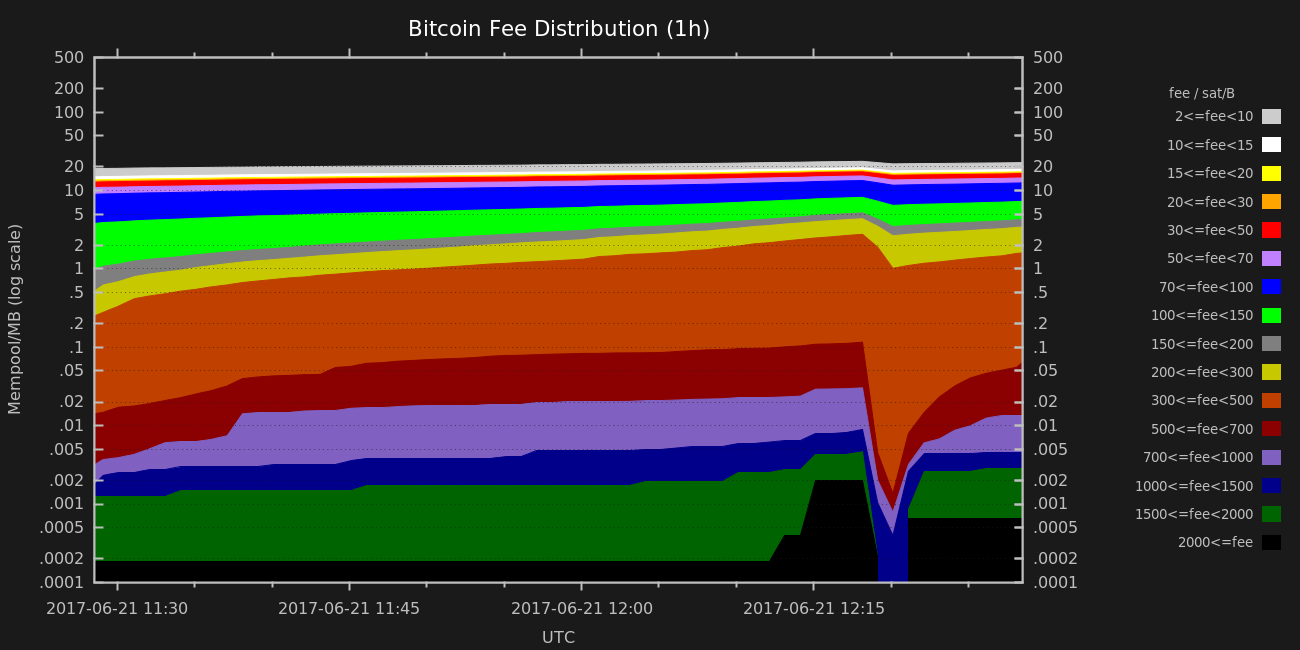 Bitcoin Fee Distribution (1h)
500 500
200 200
100 100
50 50
20 20
10 10
5 5
2 2
1 1
.5 .5
.2 .2
.1 .1
.05 .05
.02 .02
.01 .01
.005 .005
.002 .002
.001 .001
.0005 .0005
.0002 .0002
.0001 .0001
Mempool/MB (log scale)
2017-06-21 11:30 2017-06-21 11:45 2017-06-21 12:00 2017-06-21 12:15
UTC
fee / sat/B
2<=fee<10
10<=fee<15
15<=fee<20
20<=fee<30
30<=fee<50
50<=fee<70
70<=fee<100
100<=fee<150
150<=fee<200
200<=fee<300
300<=fee<500
500<=fee<700
700<=fee<1000
1000<=fee<1500
1500<=fee<2000
2000<=fee